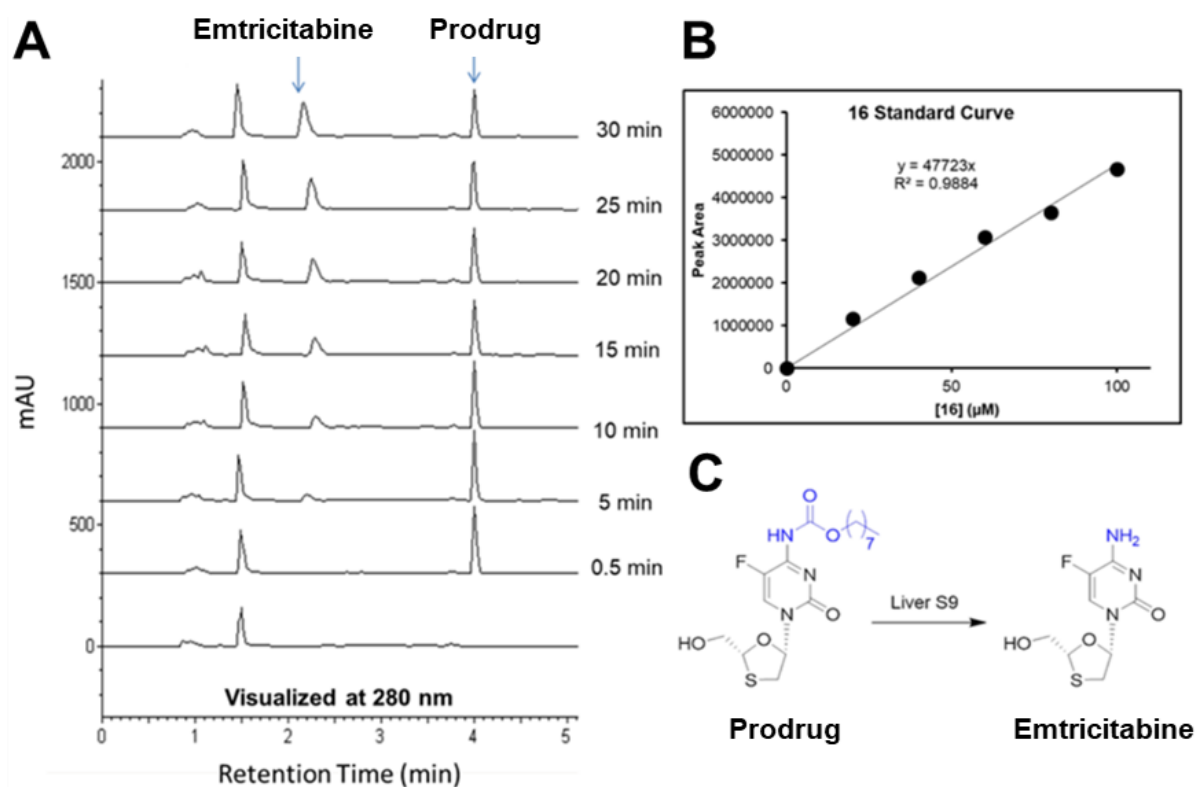 A
Emtricitabine
Prodrug
30 min
2000
25 min
20 min
1500
15 min
mAU
1000
10 min
5 min
500
0.5 min
0
Visualized at 280 nm
0 1 2 3 4 5
Retention Time (min)
B
16 Standard Curve
y = 47723x
R² = 0.9884
Peak Area
6000000
5000000
4000000
3000000
2000000
1000000
0
0 50 100
[16] (µM)
C
O
HN O 7
F N
N O
HO O
S
Prodrug
Liver S9
NH₂
F N
N O
HO O
S
Emtricitabine